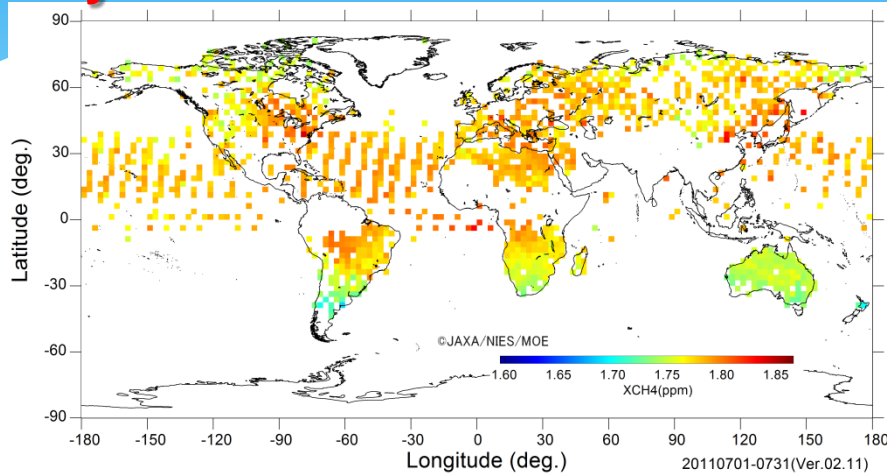 90
60
30
0
-30
-60
-90
Latitude (deg.)
©JAXA/NIES/MOE
1.60 1.65 1.70 1.75 1.80 1.85
XCH4(ppm)
-180 -150 -120 -90 -60 -30 0 30 60 90 120 150 180
Longitude (deg.)
20110701-0731(Ver.02.11)